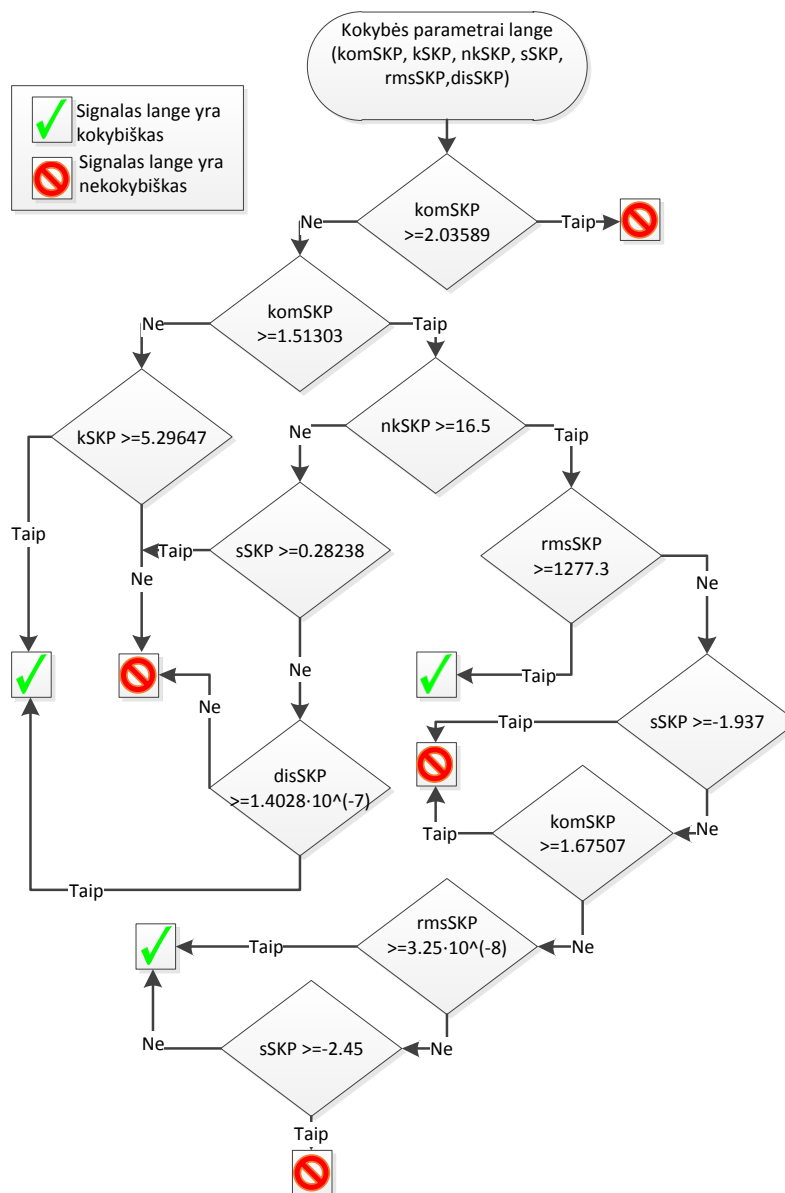 Kokybės parametrai lange
(komSKP, kSKP, nkSKP, sSKP,
rmsSKP,disSKP)
Signalas lange yra
kokybiškas
Signalas lange yra
nekokybiškas
komSKP
>=2.03589
Ne
Taip
komSKP
>=1.51303
Ne
Taip
kSKP >=5.29647
nkSKP >=16.5
Ne
Taip
Taip
Ne
Taip
sSKP >=0.28238
rmsSKP
>=1277.3
Ne
Ne
Taip
Ne
disSKP
>=1.4028·10^(-7)
Taip
sSKP >=-1.937
Taip
Ne
komSKP
>=1.67507
Taip
Ne
rmsSKP
>=3.25·10^(-8)
Taip
Ne
sSKP >=-2.45
Ne
Taip